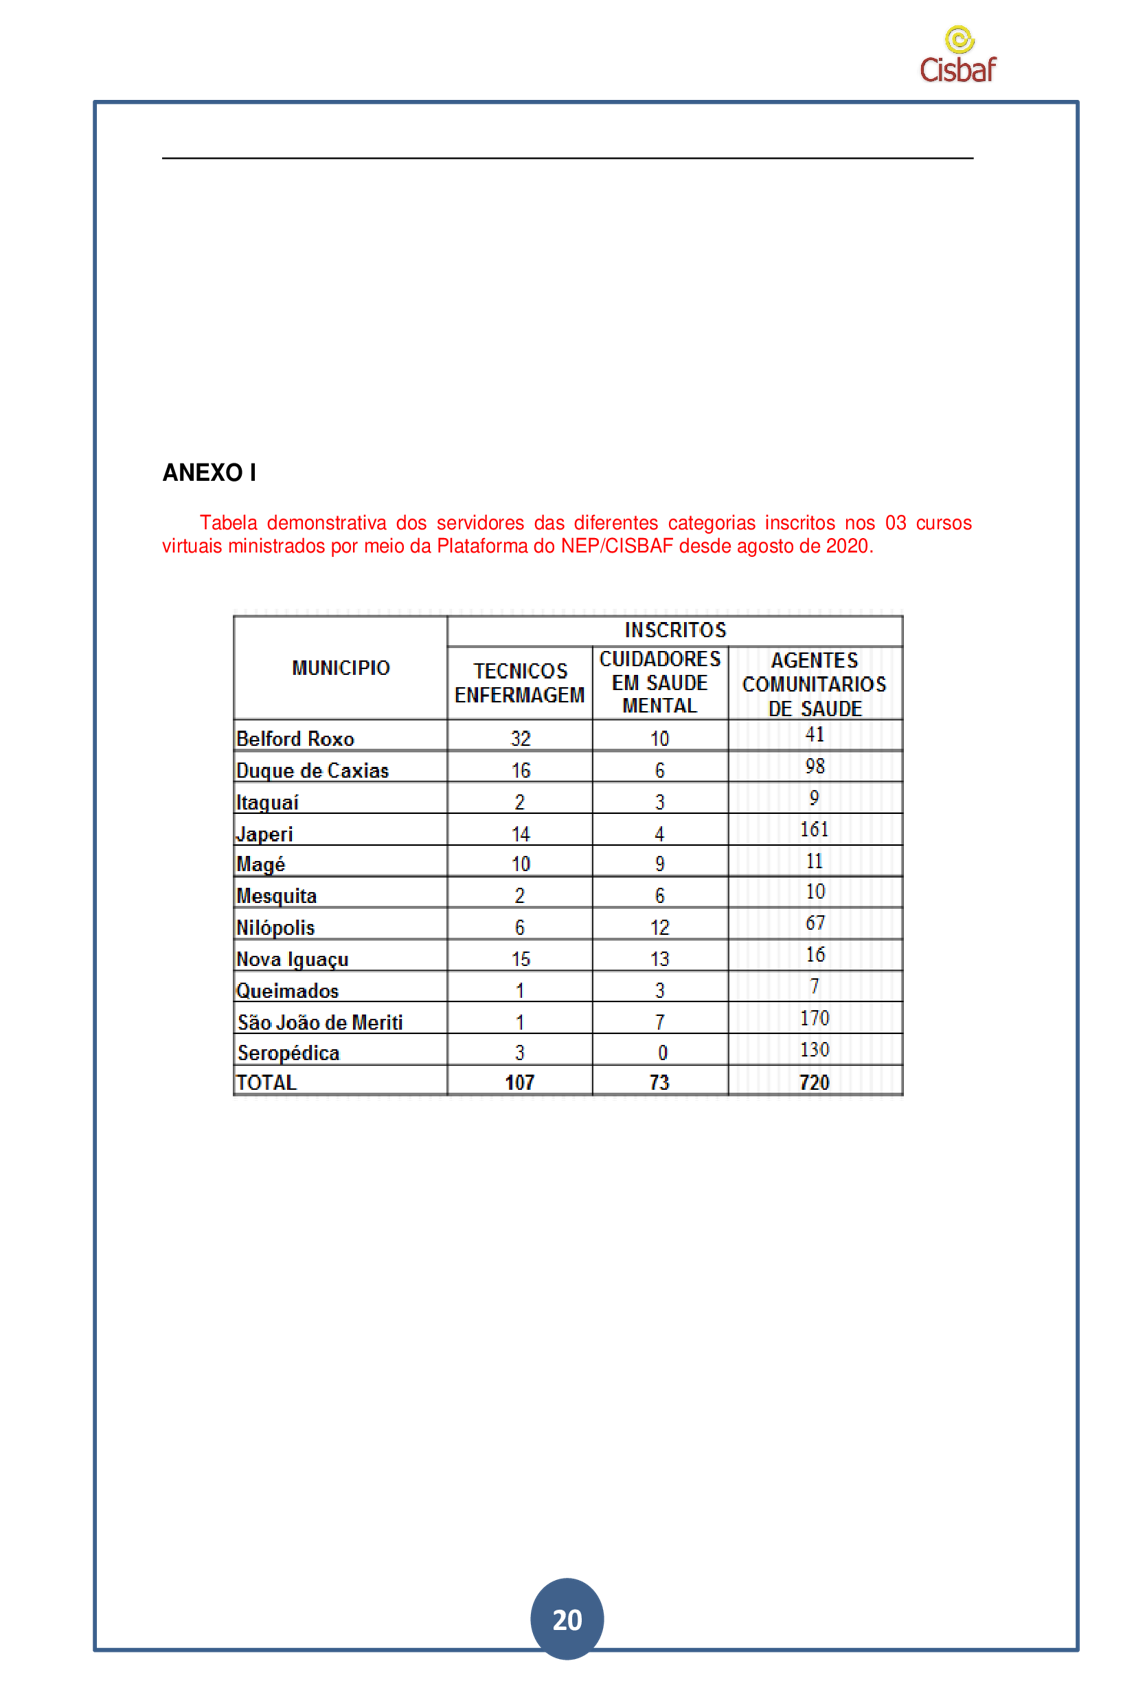 Cisbaf
ANEXO I
Tabela demonstrativa dos servidores das diferentes categorias inscritos nos 03 cursos
virtuais ministrados por meio da Plataforma do NEP/CISBAF desde agosto de 2020.
MUNICIPIO INSCRITOS
TECNICOS ENFERMAGEM CUIDADORES EM SAUDE MENTAL AGENTES COMUNITARIOS DE SAUDE
Belford Roxo 32 10 41
Duque de Caxias 16 6 98
Itaguaí 2 3 9
Japeri 14 4 161
Magé 10 9 11
Mesquita 2 6 10
Nilópolis 6 12 67
Nova Iguaçu 15 13 16
Queimados 1 3 7
São João de Meriti 1 7 170
Seropédica 3 0 130
TOTAL 107 73 720
20